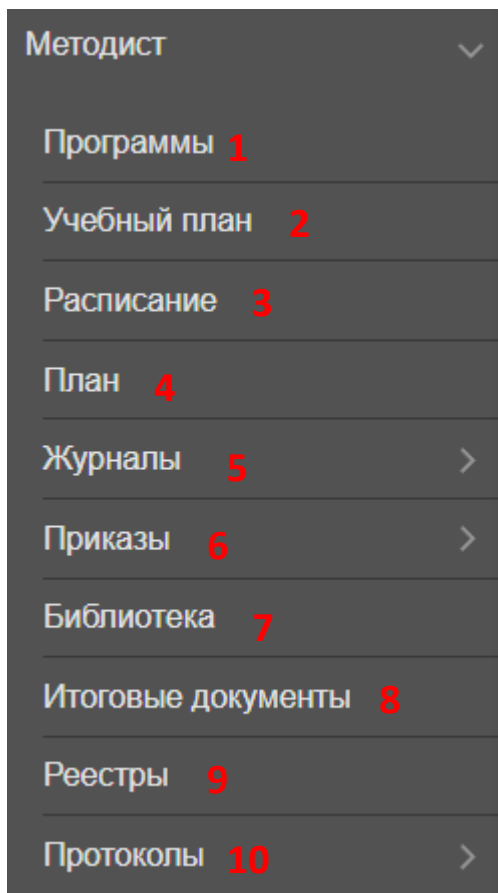 Методист
Программы 1
Учебный план 2
Расписание 3
План 4
Журналы 5
Приказы 6
Библиотека 7
Итоговые документы 8
Реестры 9
Протоколы 10